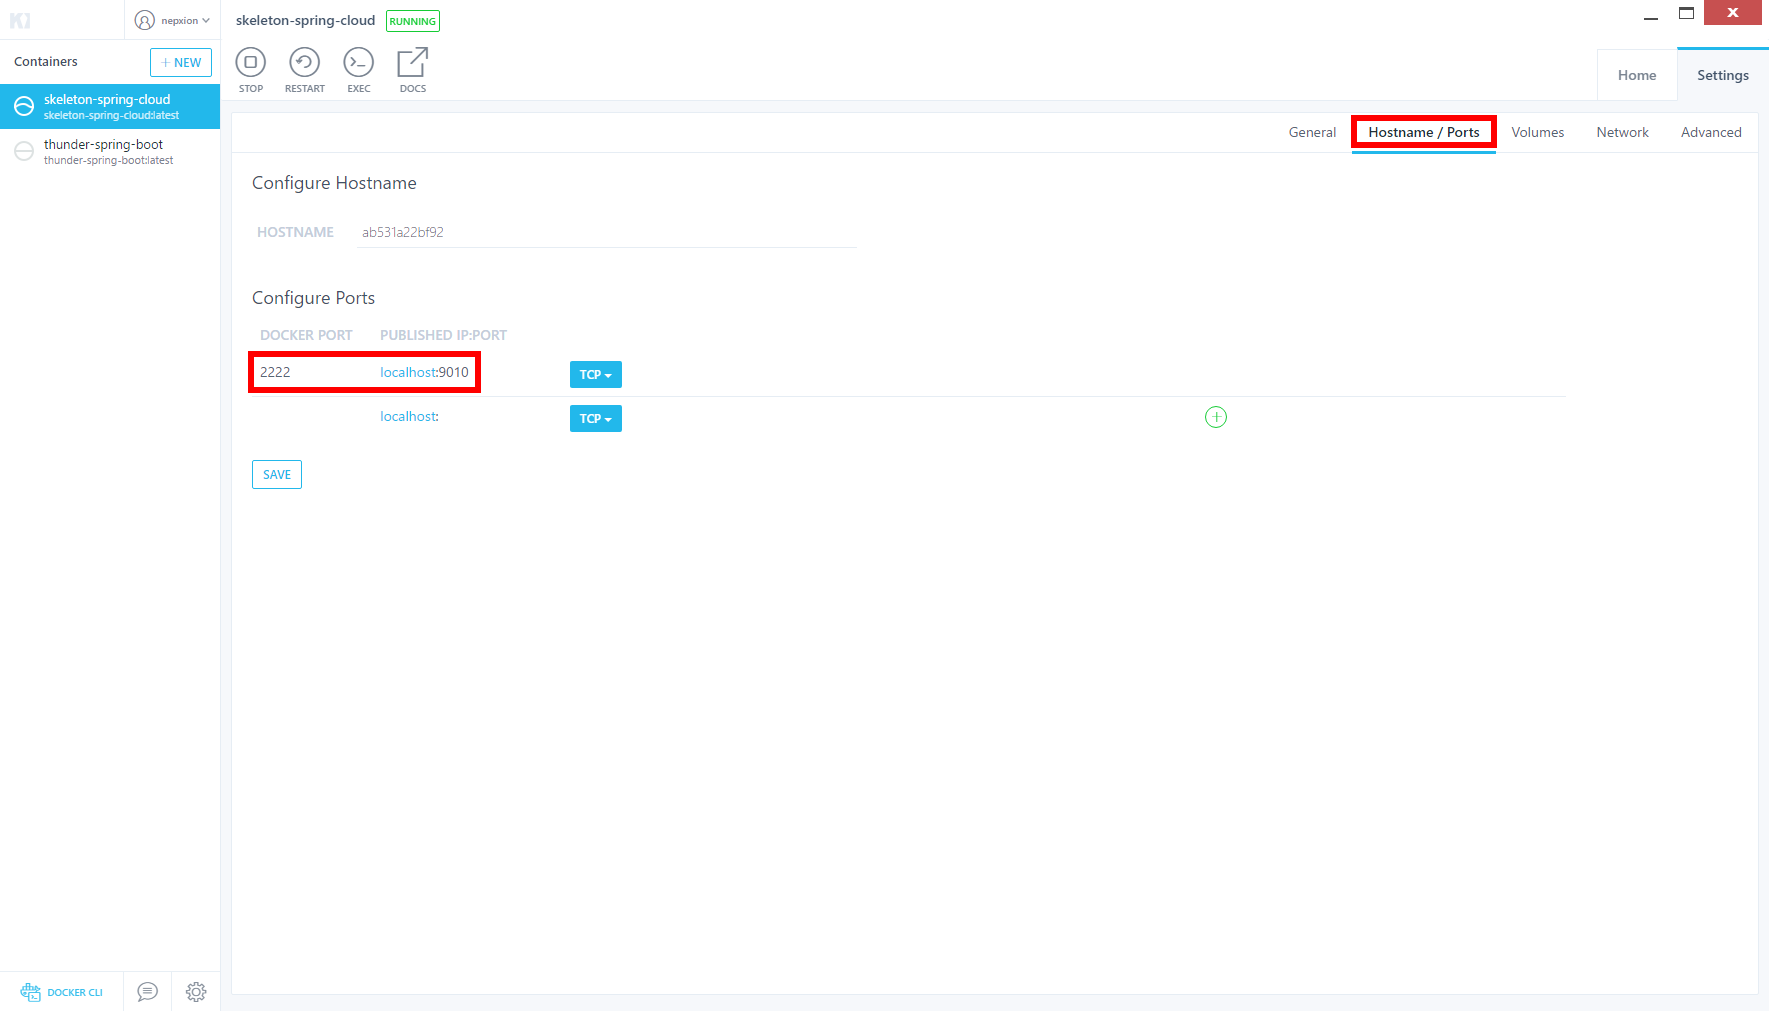 nepxion
skeleton-spring-cloud RUNNING
Containers
+ NEW
STOP RESTART EXEC DOCS
Home Settings
skeleton-spring-cloud
skeleton-spring-cloud:latest
thunder-spring-boot
thunder-spring-boot:latest
General Hostname / Ports Volumes Network Advanced
Configure Hostname
HOSTNAME ab531a22bf92
Configure Ports
DOCKER PORT PUBLISHED IP:PORT
2222 localhost:9010 TCP
localhost: TCP
SAVE
DOCKER CLI